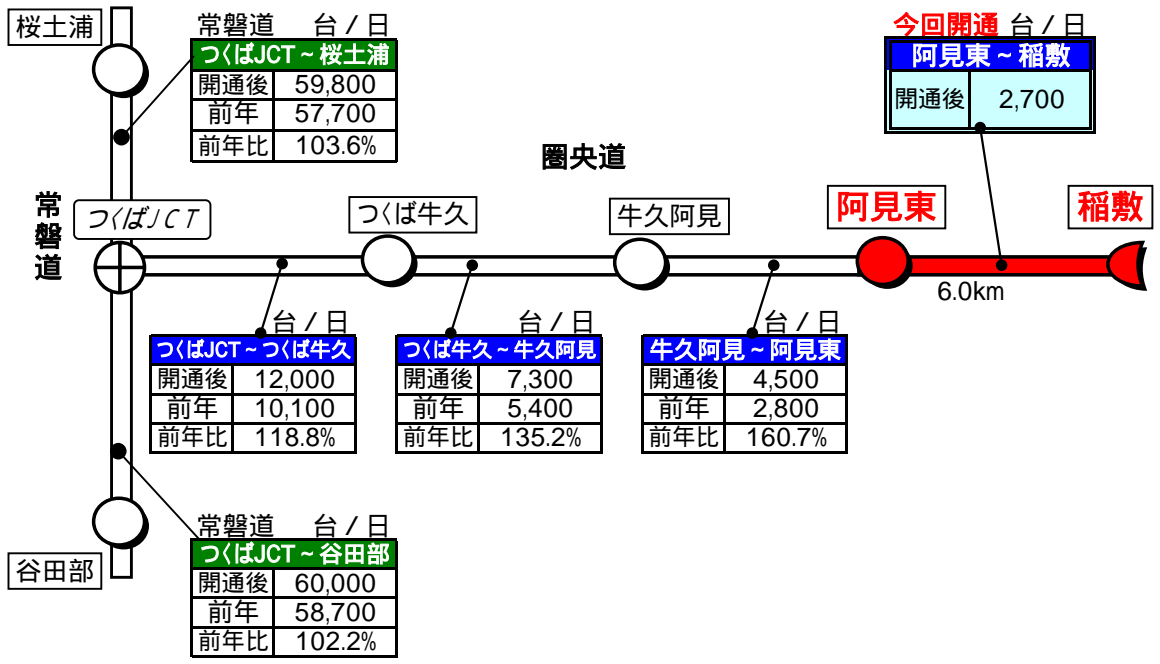 桜土浦
常磐道 台/日
つくばJCT~桜土浦
開通後 59,800
前年 57,700
前年比 103.6%
今回開通 台/日
阿見東~稲敷
開通後 2,700
圏央道
常磐道
つくばJCT
つくば牛久
牛久阿見
阿見東
稲敷
6.0km
台/日
つくばJCT~つくば牛久
開通後 12,000
前年 10,100
前年比 118.8%
台/日
つくば牛久~牛久阿見
開通後 7,300
前年 5,400
前年比 135.2%
台/日
牛久阿見~阿見東
開通後 4,500
前年 2,800
前年比 160.7%
谷田部
常磐道 台/日
つくばJCT~谷田部
開通後 60,000
前年 58,700
前年比 102.2%